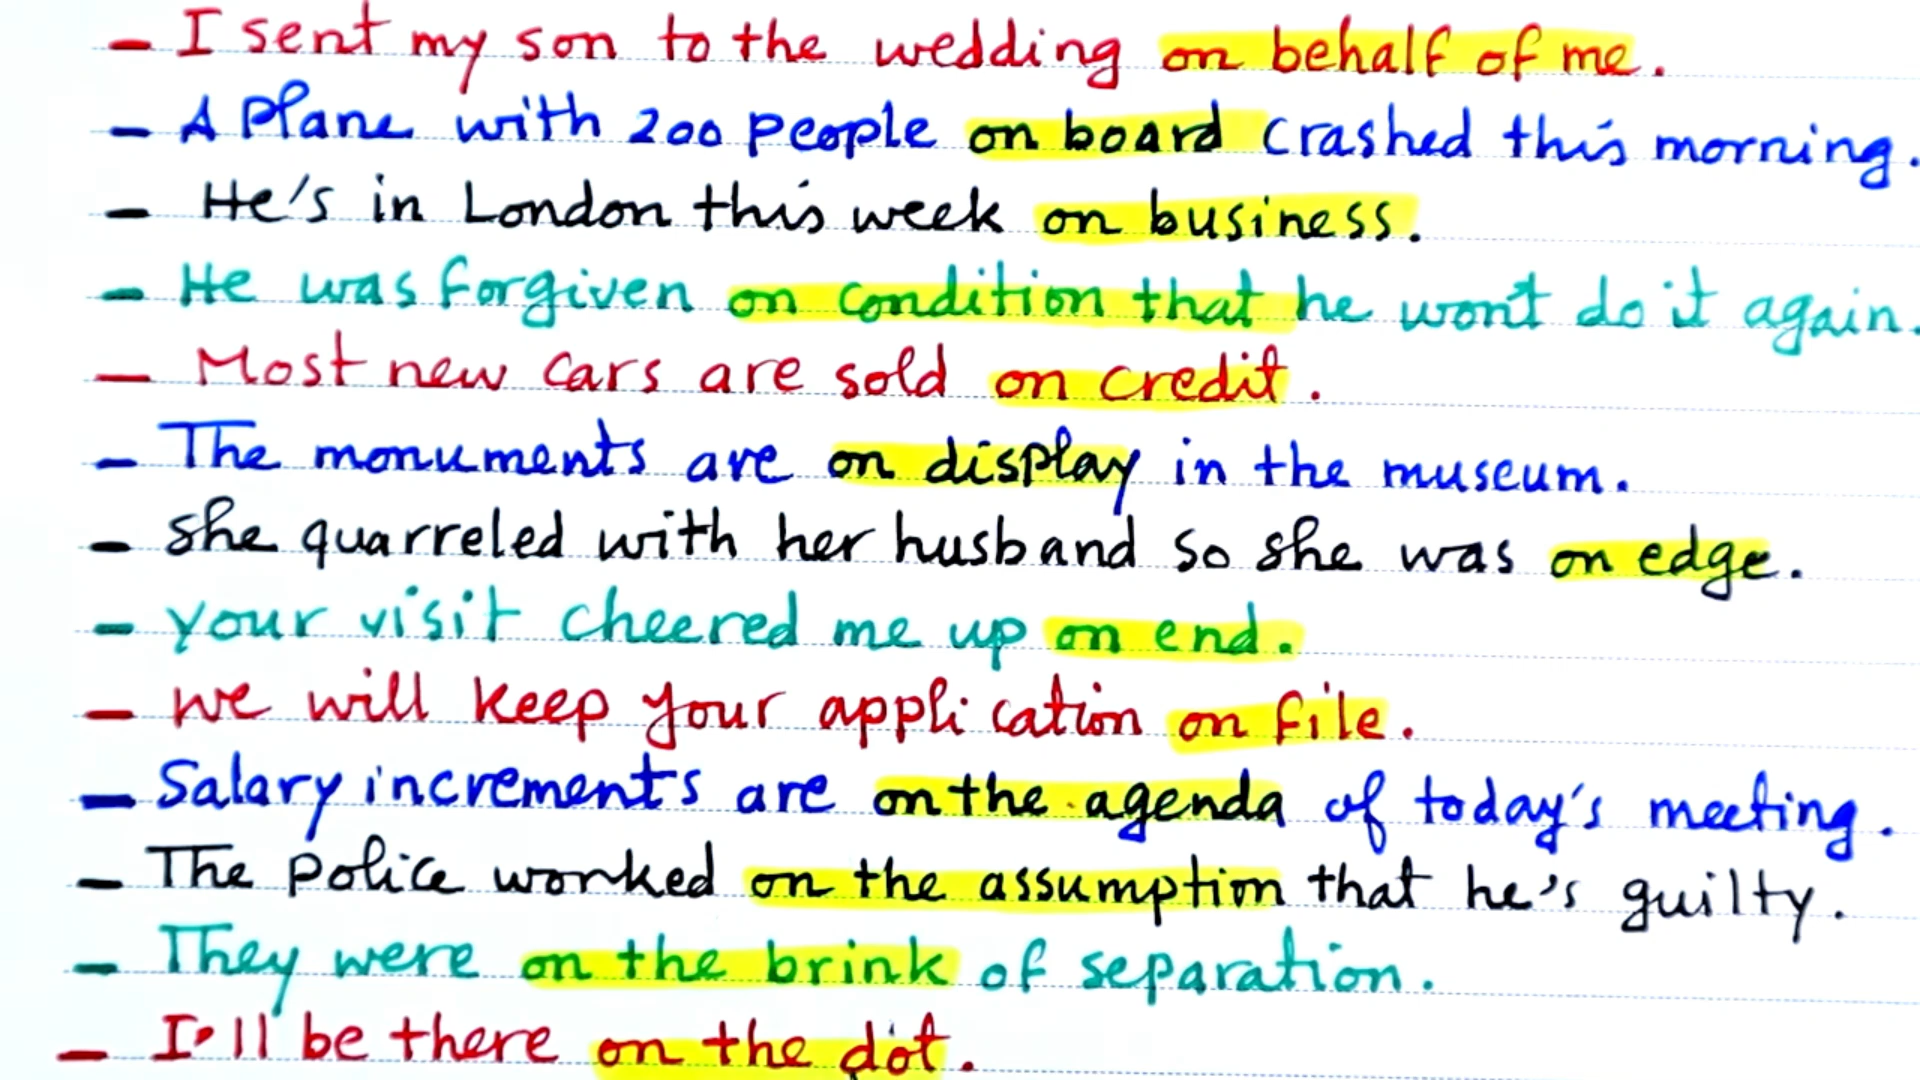 - I sent my son to the wedding on behalf of me.
- A Plane with 200 people on board crashed this morning.
- He's in London this week on business.
- He was forgiven on condition that he won't do it again.
- Most new cars are sold on credit.
- The monuments are on display in the museum.
- She quarreled with her husband so she was on edge.
- your visit cheered me up on end.
- we will keep your application on file.
- Salary increments are on the agenda of today's meeting.
- The police worked on the assumption that he's guilty.
- They were on the brink of separation.
- I'll be there on the dot.